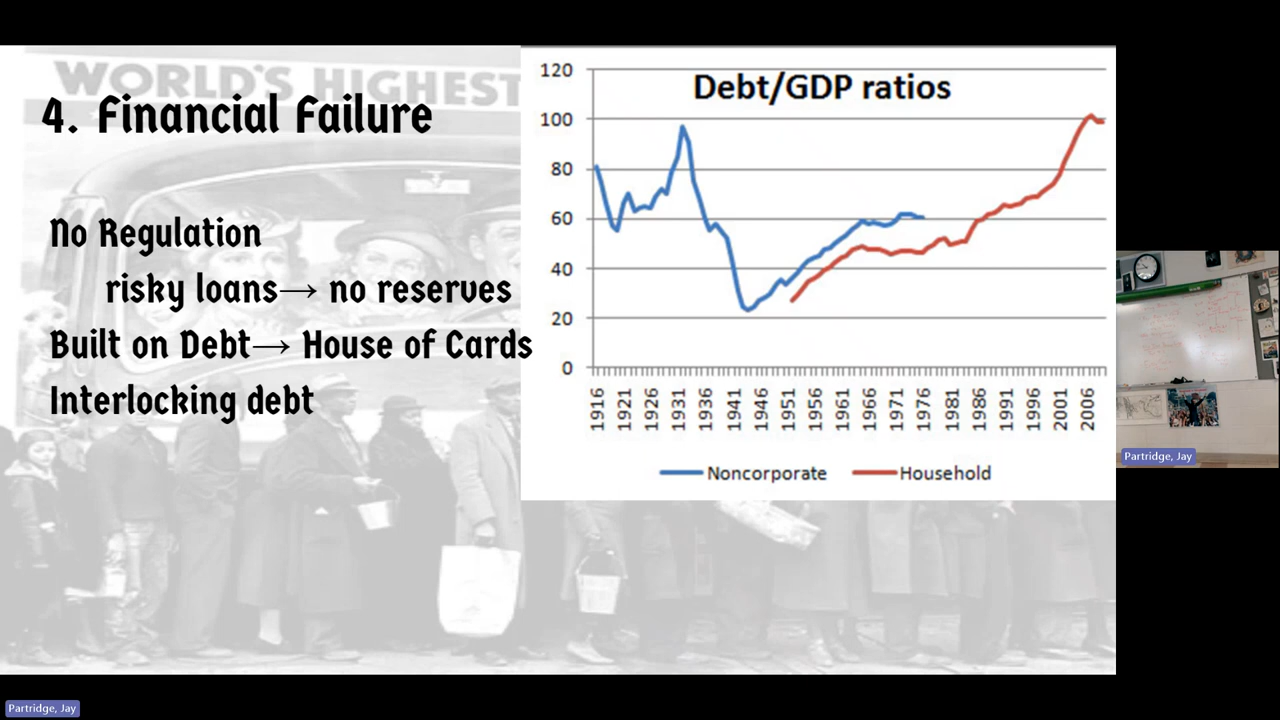 WORLD'S HIGHEST
4. Financial Failure
No Regulation
risky loans→ no reserves
Built on Debt→ House of Cards
Interlocking debt
Debt/GDP ratios
120
100
80
60
40
20
0
1916
1921
1926
1931
1936
1941
1946
1951
1956
1961
1966
1971
1976
1981
1986
1991
1996
2001
2006
Noncorporate
Household
Partridge, Jay
Partridge, Jay